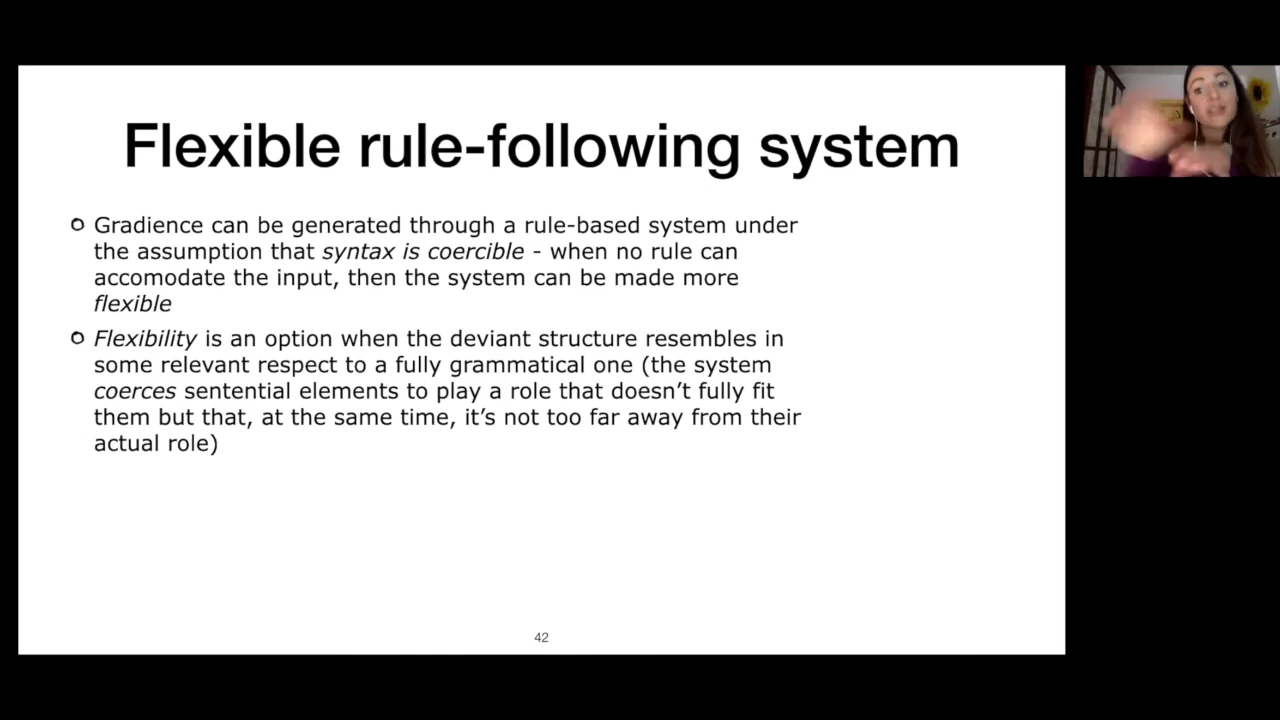 Flexible rule-following system
Gradience can be generated through a rule-based system under
the assumption that syntax is coercible - when no rule can
accomodate the input, then the system can be made more
flexible
Flexibility is an option when the deviant structure resembles in
some relevant respect to a fully grammatical one (the system
coerces sentential elements to play a role that doesn’t fully fit
them but that, at the same time, it’s not too far away from their
actual role)
42